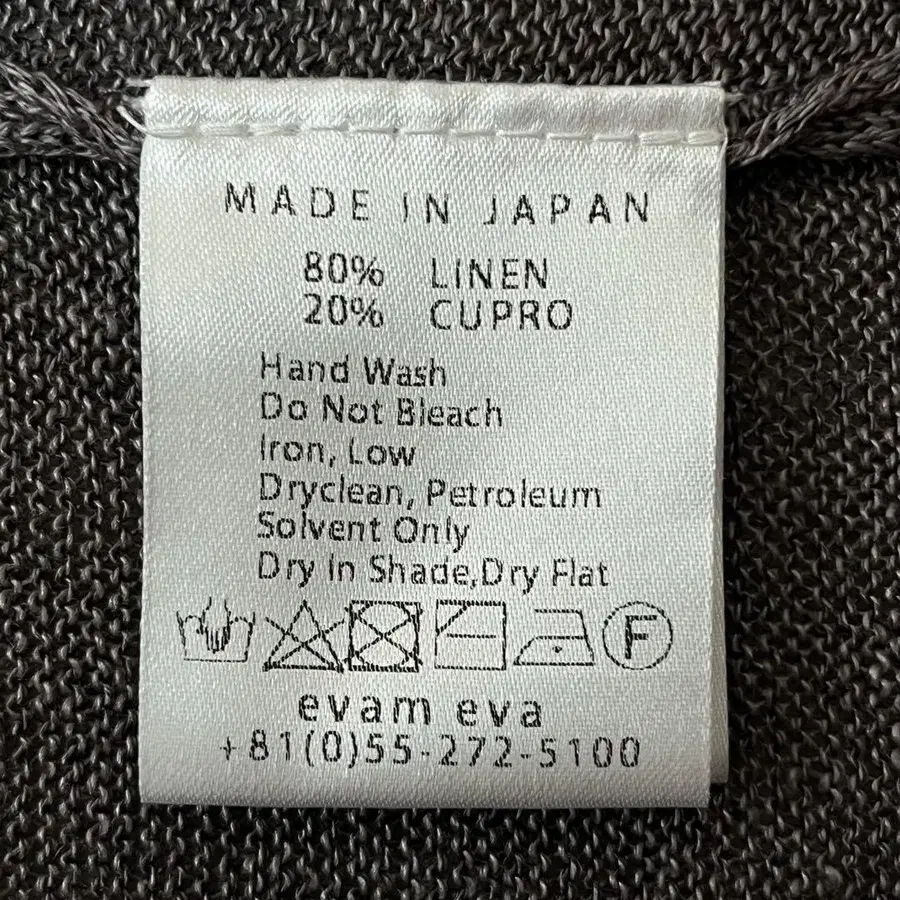 MADE IN JAPAN
80% LINEN
20% CUPRO
Hand Wash
Do Not Bleach
Iron, Low
Dryclean, Petroleum
Solvent Only
Dry In Shade,Dry Flat
F
evam eva
+81(0)55-272-5100